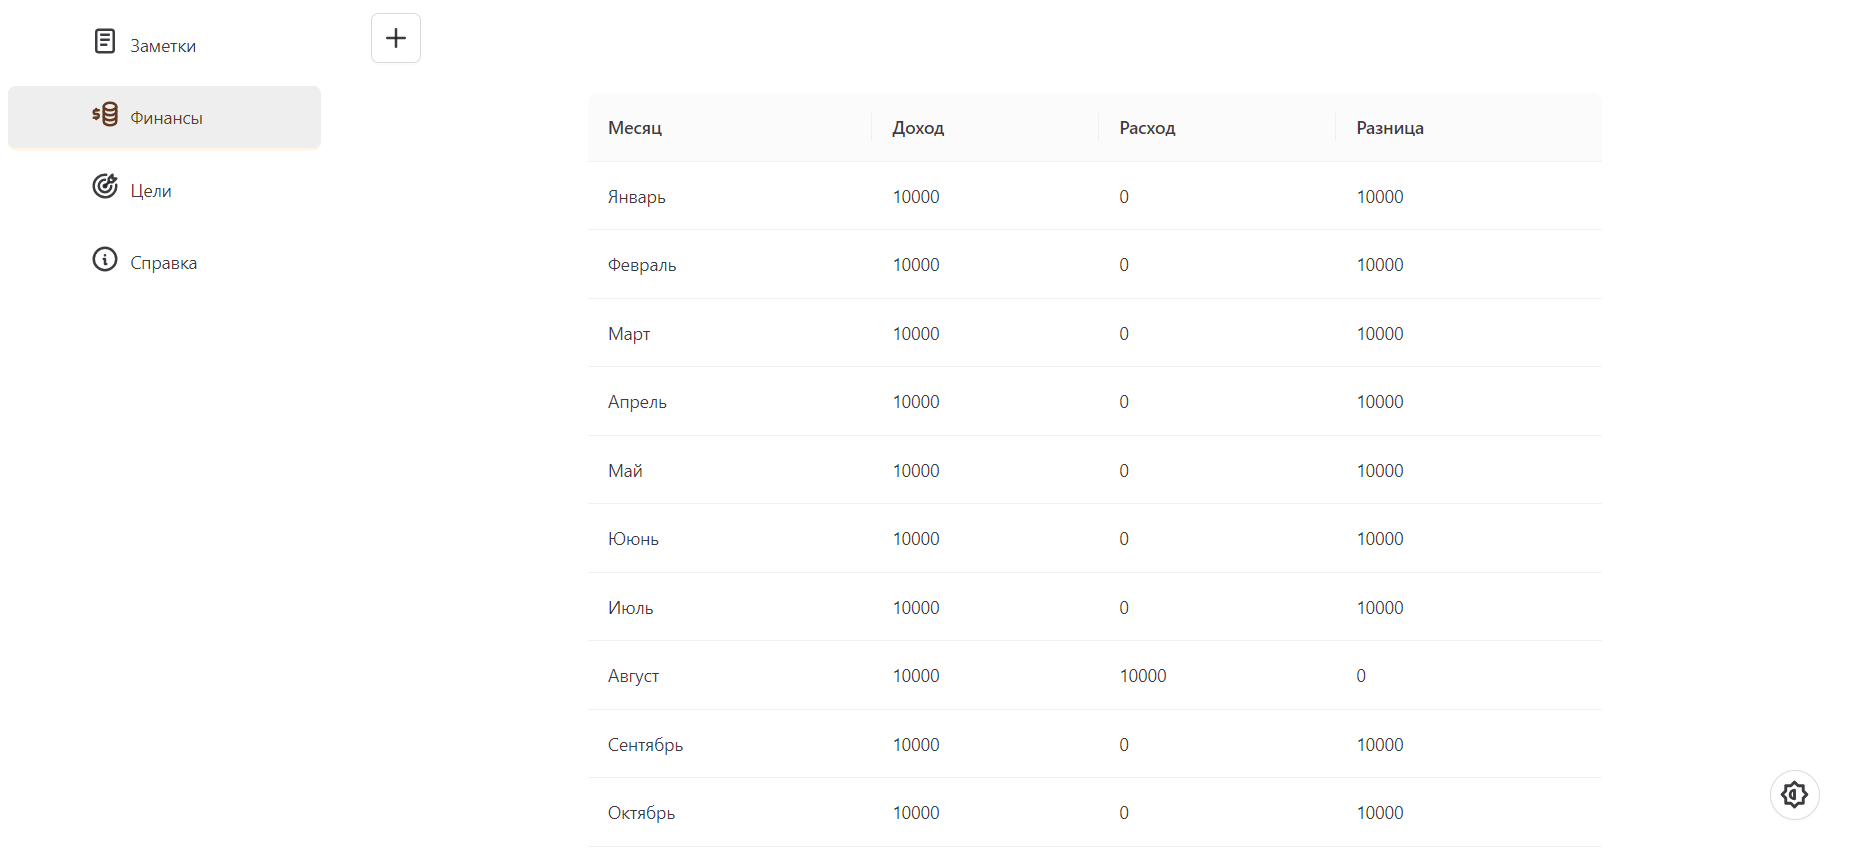 Заметки
Финансы
Цели
Справка
Месяц Доход Расход Разница
Январь 10000 0 10000
Февраль 10000 0 10000
Март 10000 0 10000
Апрель 10000 0 10000
Май 10000 0 10000
Ююнь 10000 0 10000
Июль 10000 0 10000
Август 10000 10000 0
Сентябрь 10000 0 10000
Октябрь 10000 0 10000